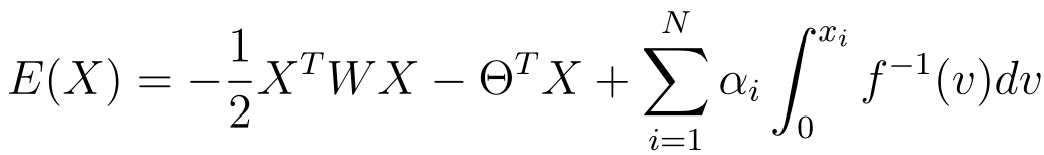 E(X) = -\frac{1}{2}X^T W X - \Theta^T X + \sum_{i=1}^{N} \alpha_i \int_0^{x_i} f^{-1}(v)dv